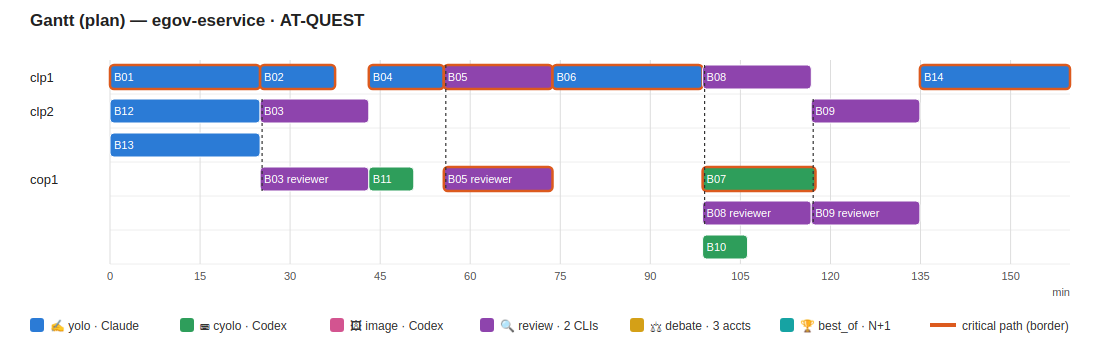 Gantt (plan) — egov-eservice · AT-QUEST
clp1
B01
B02
B04
B05
B06
B08
B14
clp2
B12
B03
B09
B13
cop1
B03 reviewer
B11
B05 reviewer
B07
B08 reviewer
B09 reviewer
B10
0 15 30 45 60 75 90 105 120 135 150
min
✍ yolo · Claude
⌨ cyolo · Codex
🖼 image · Codex
🔍 review · 2 CLIs
⚖ debate · 3 accts
🏆 best_of · N+1
critical path (border)